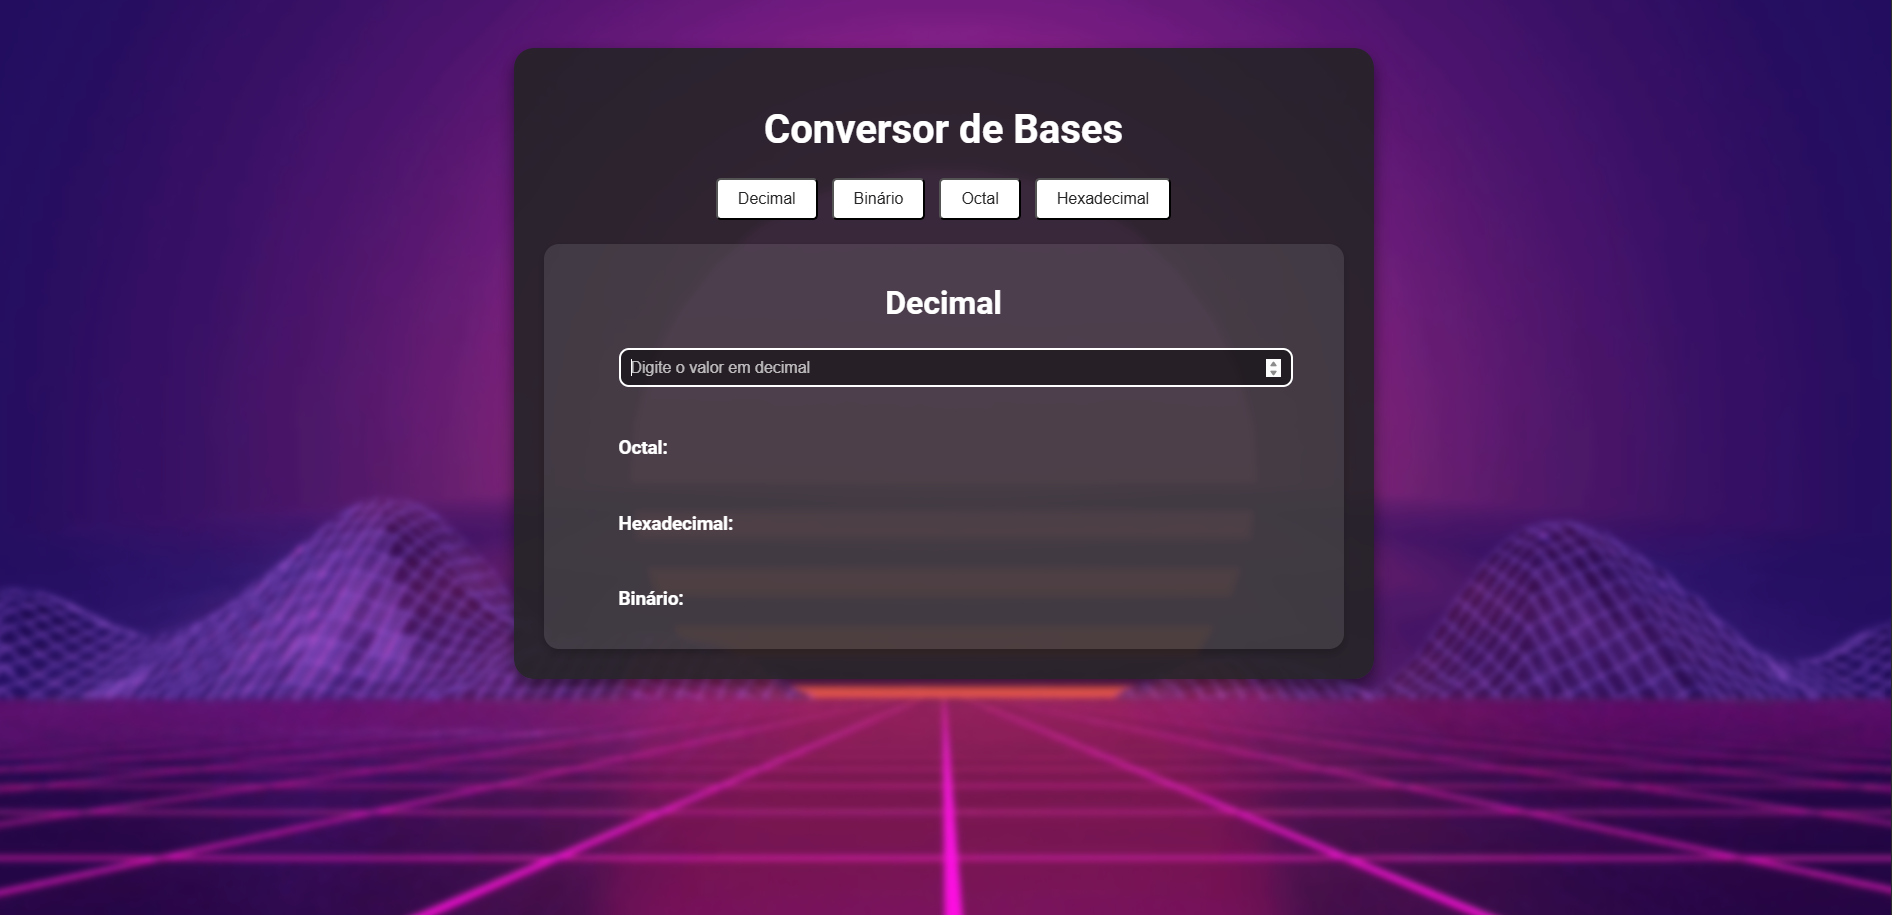 Conversor de Bases
Decimal Binário Octal Hexadecimal
Decimal
Digite o valor em decimal
Octal:
Hexadecimal:
Binário: